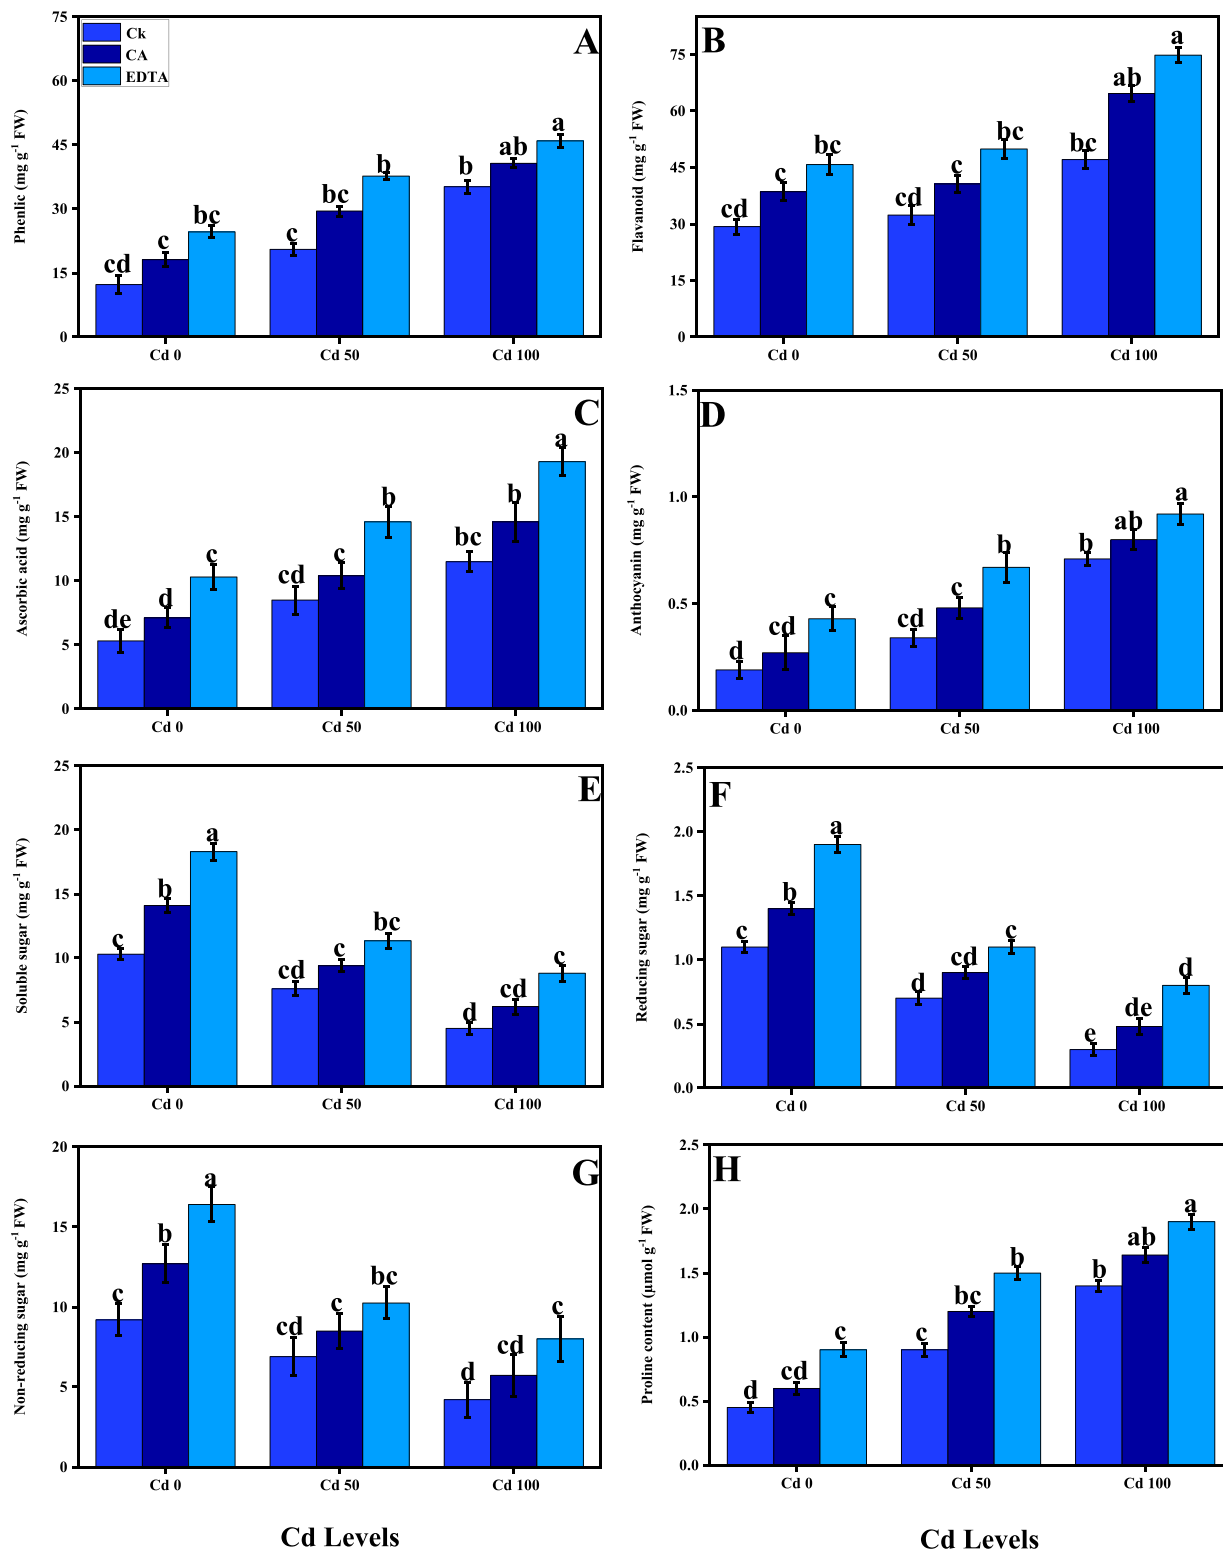 A
Ck
CA
EDTA
Phenlic (mg g⁻¹ FW)
75
60
45
30
15
0
cd
c
bc
c
bc
b
b
ab
a
Cd 0
Cd 50
Cd 100
B
Flavanoid (mg g⁻¹ FW)
75
60
45
30
15
0
cd
c
bc
cd
c
bc
bc
ab
a
Cd 0
Cd 50
Cd 100
C
Ascorbic acid (mg g⁻¹ FW)
25
20
15
10
5
0
de
d
c
cd
c
b
bc
b
a
Cd 0
Cd 50
Cd 100
D
Anthocyanin (mg g⁻¹ FW)
1.5
1.0
0.5
0.0
d
cd
c
cd
c
b
b
ab
a
Cd 0
Cd 50
Cd 100
E
Soluble sugar (mg g⁻¹ FW)
25
20
15
10
5
0
c
b
a
cd
c
bc
d
cd
c
Cd 0
Cd 50
Cd 100
F
Reducing sugar (mg g⁻¹ FW)
2.5
2.0
1.5
1.0
0.5
0.0
c
b
a
d
cd
c
e
de
d
Cd 0
Cd 50
Cd 100
G
Non-reducing sugar (mg g⁻¹ FW)
20
15
10
5
0
c
b
a
cd
c
bc
d
cd
c
Cd 0
Cd 50
Cd 100
Cd Levels
H
Proline content (µmol g⁻¹ FW)
2.5
2.0
1.5
1.0
0.5
0.0
d
cd
c
c
bc
b
b
ab
a
Cd 0
Cd 50
Cd 100
Cd Levels